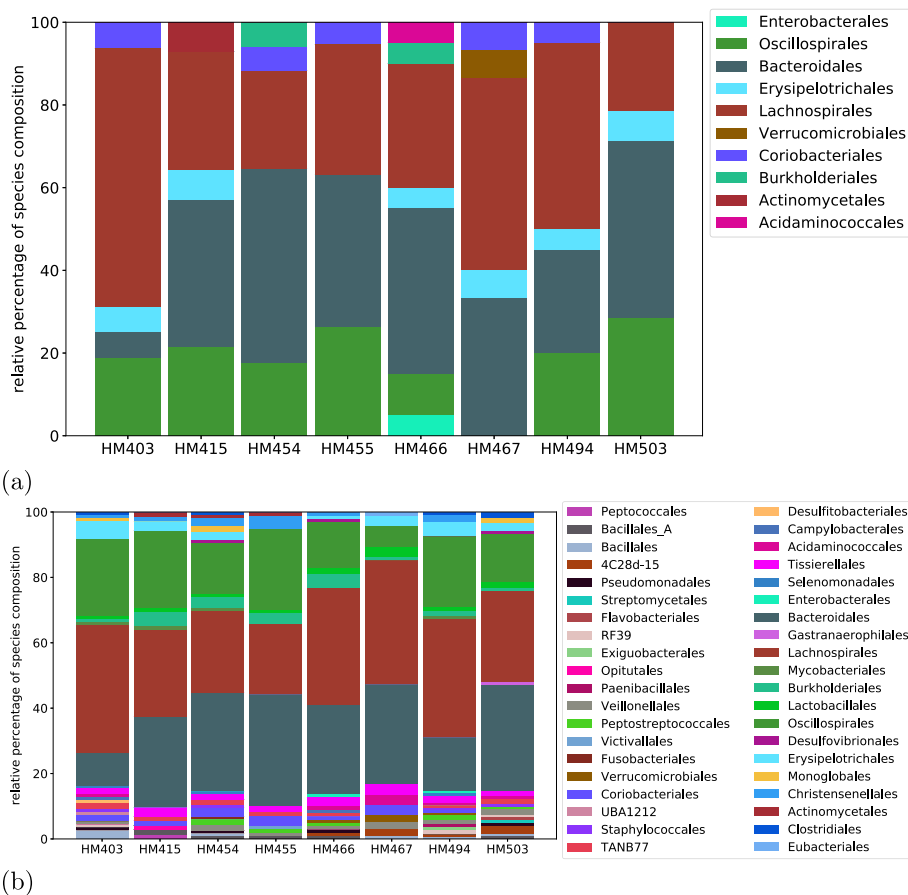 100
80
60
40
20
0
relative percentage of species composition
HM403 HM415 HM454 HM455 HM466 HM467 HM494 HM503
Enterobacterales
Oscillospirales
Bacteroidales
Erysipelotrichales
Lachnospirales
Verrucomicrobiales
Coriobacteriales
Burkholderiales
Actinomycetales
Acidaminococcales
(a)
100
80
60
40
20
0
relative percentage of species composition
HM403 HM415 HM454 HM455 HM466 HM467 HM494 HM503
Peptococcales
Bacillales_A
Bacillales
4C28d-15
Pseudomonadales
Streptomycetales
Flavobacteriales
RF39
Exiguobacterales
Opitutales
Paenibacillales
Veillonellales
Peptostreptococcales
Victivallales
Fusobacteriales
Verrucomicrobiales
Coriobacteriales
UBA1212
Staphylococcales
TANB77
Desulfitobacteriales
Campylobacterales
Acidaminococcales
Tissierellales
Selenomonadales
Enterobacterales
Bacteroidales
Gastranaerophilales
Lachnospirales
Mycobacteriales
Burkholderiales
Lactobacillales
Oscillospirales
Desulfovibrionales
Erysipelotrichales
Monoglobales
Christensenellales
Actinomycetales
Clostridiales
Eubacteriales
(b)